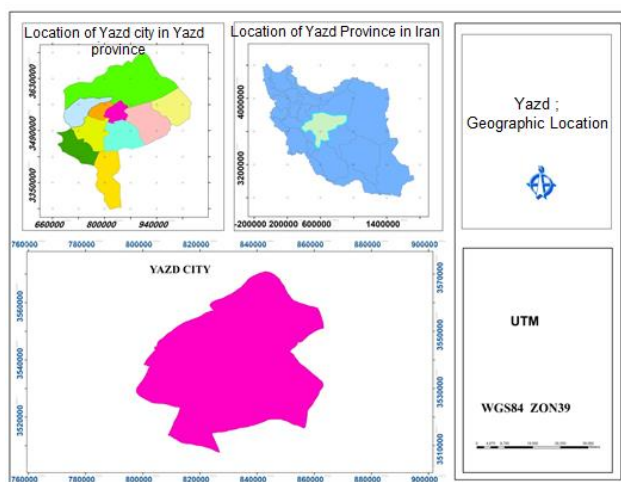 Location of Yazd city in Yazd
province
3630000
3490000
3350000
660000 800000 940000
Location of Yazd Province in Iran
4000000
3200000
-200000 200000 600000 1400000
Yazd ;
Geographic Location
760000 780000 800000 820000 840000 860000 880000 900000
YAZD CITY
3560000
3540000
3520000
3570000
3550000
3530000
3510000
760000 780000 800000 820000 840000 860000 880000 900000
UTM
WGS84 ZON39